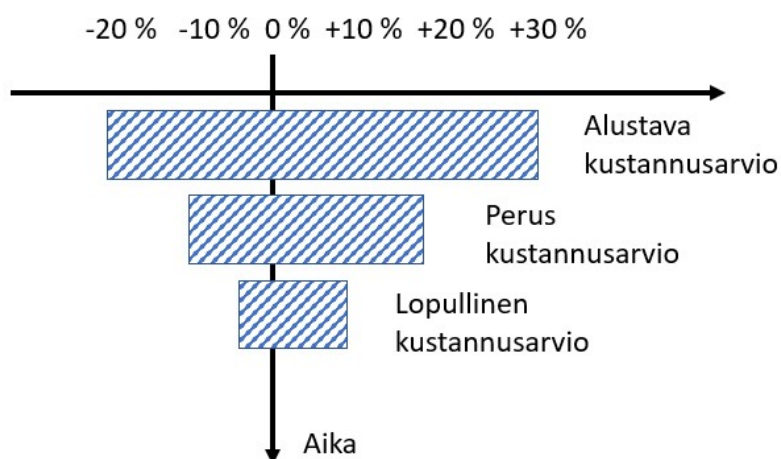 -20 % -10 % 0 % +10 % +20 % +30 %
Alustava
kustannusarvio
Perus
kustannusarvio
Lopullinen
kustannusarvio
Aika